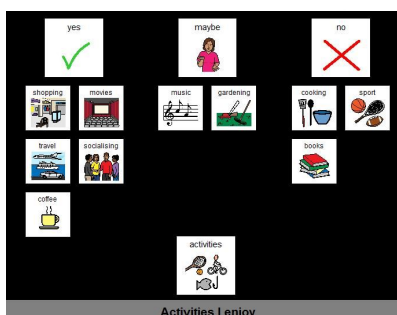 yes maybe no
shopping movies music gardening cooking sport
travel socialising books
coffee
activities
Activities I enjoy